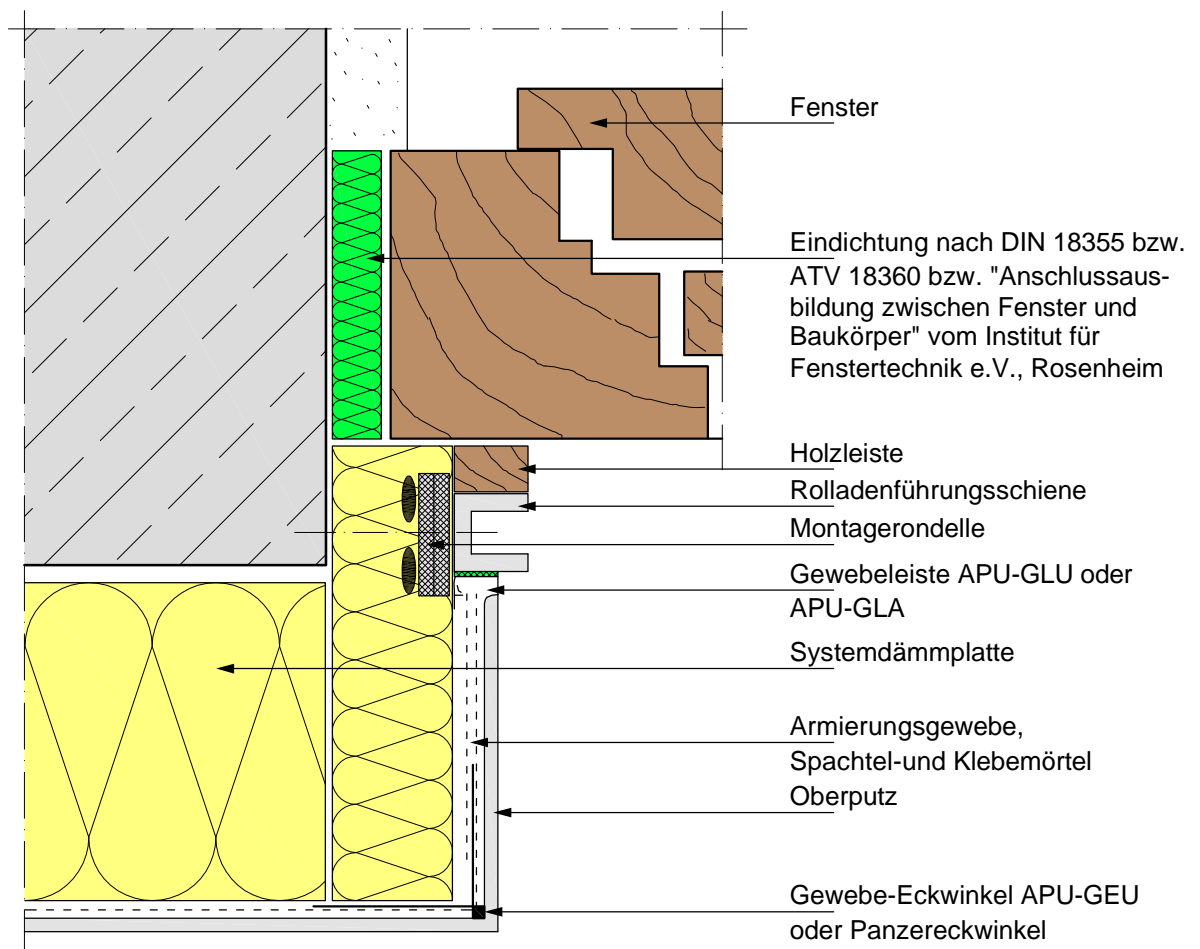 Fenster
Eindichtung nach DIN 18355 bzw.
ATV 18360 bzw. "Anschlussaus-
bildung zwischen Fenster und
Baukörper" vom Institut für
Fenstertechnik e.V., Rosenheim
Holzleiste
Rolladenführungsschiene
Montagerondelle
Gewebeleiste APU-GLU oder
APU-GLA
Systemdämmplatte
Armierungsgewebe,
Spachtel-und Klebemörtel
Oberputz
Gewebe-Eckwinkel APU-GEU
oder Panzereckwinkel